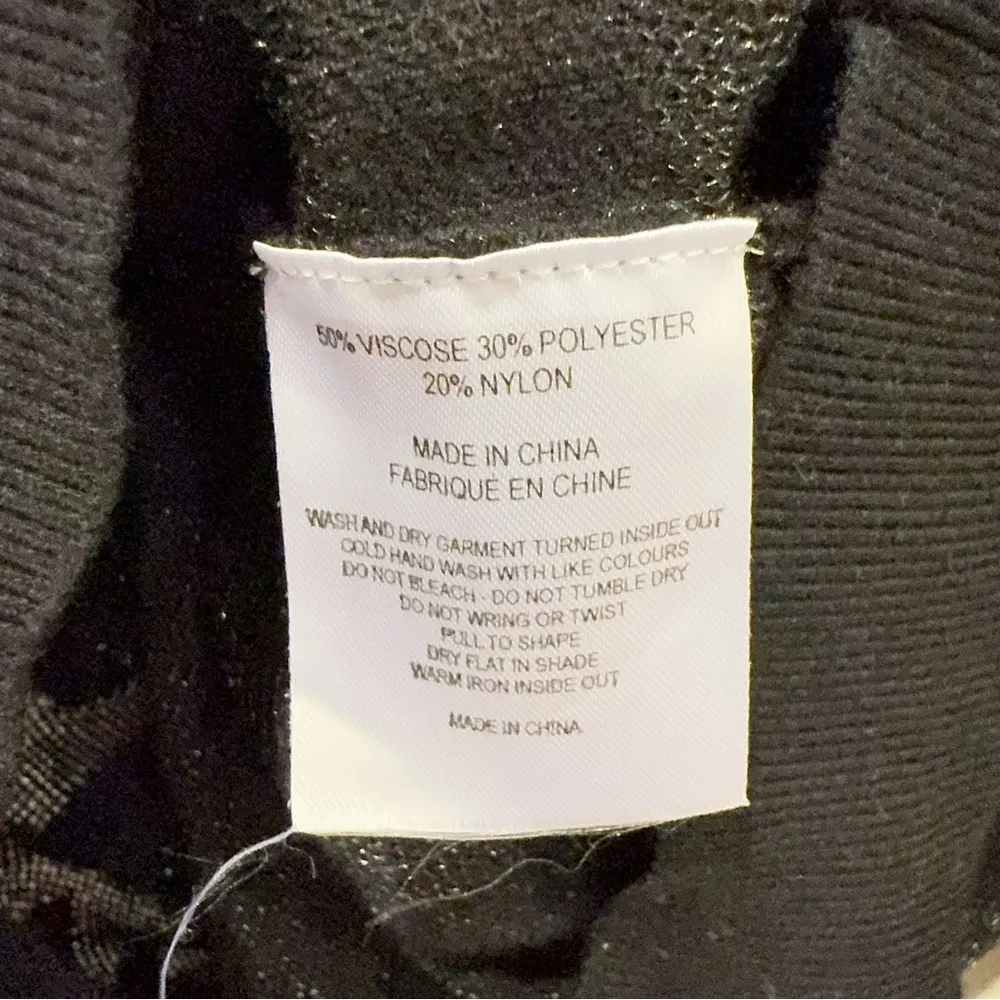 50% VISCOSE 30% POLYESTER
20% NYLON
MADE IN CHINA
FABRIQUE EN CHINE
WASH AND DRY GARMENT TURNED INSIDE OUT
COLD HAND WASH WITH LIKE COLOURS
DO NOT BLEACH - DO NOT TUMBLE DRY
DO NOT WRING OR TWIST
PULL TO SHAPE
DRY FLAT IN SHADE
WARM IRON INSIDE OUT
MADE IN CHINA